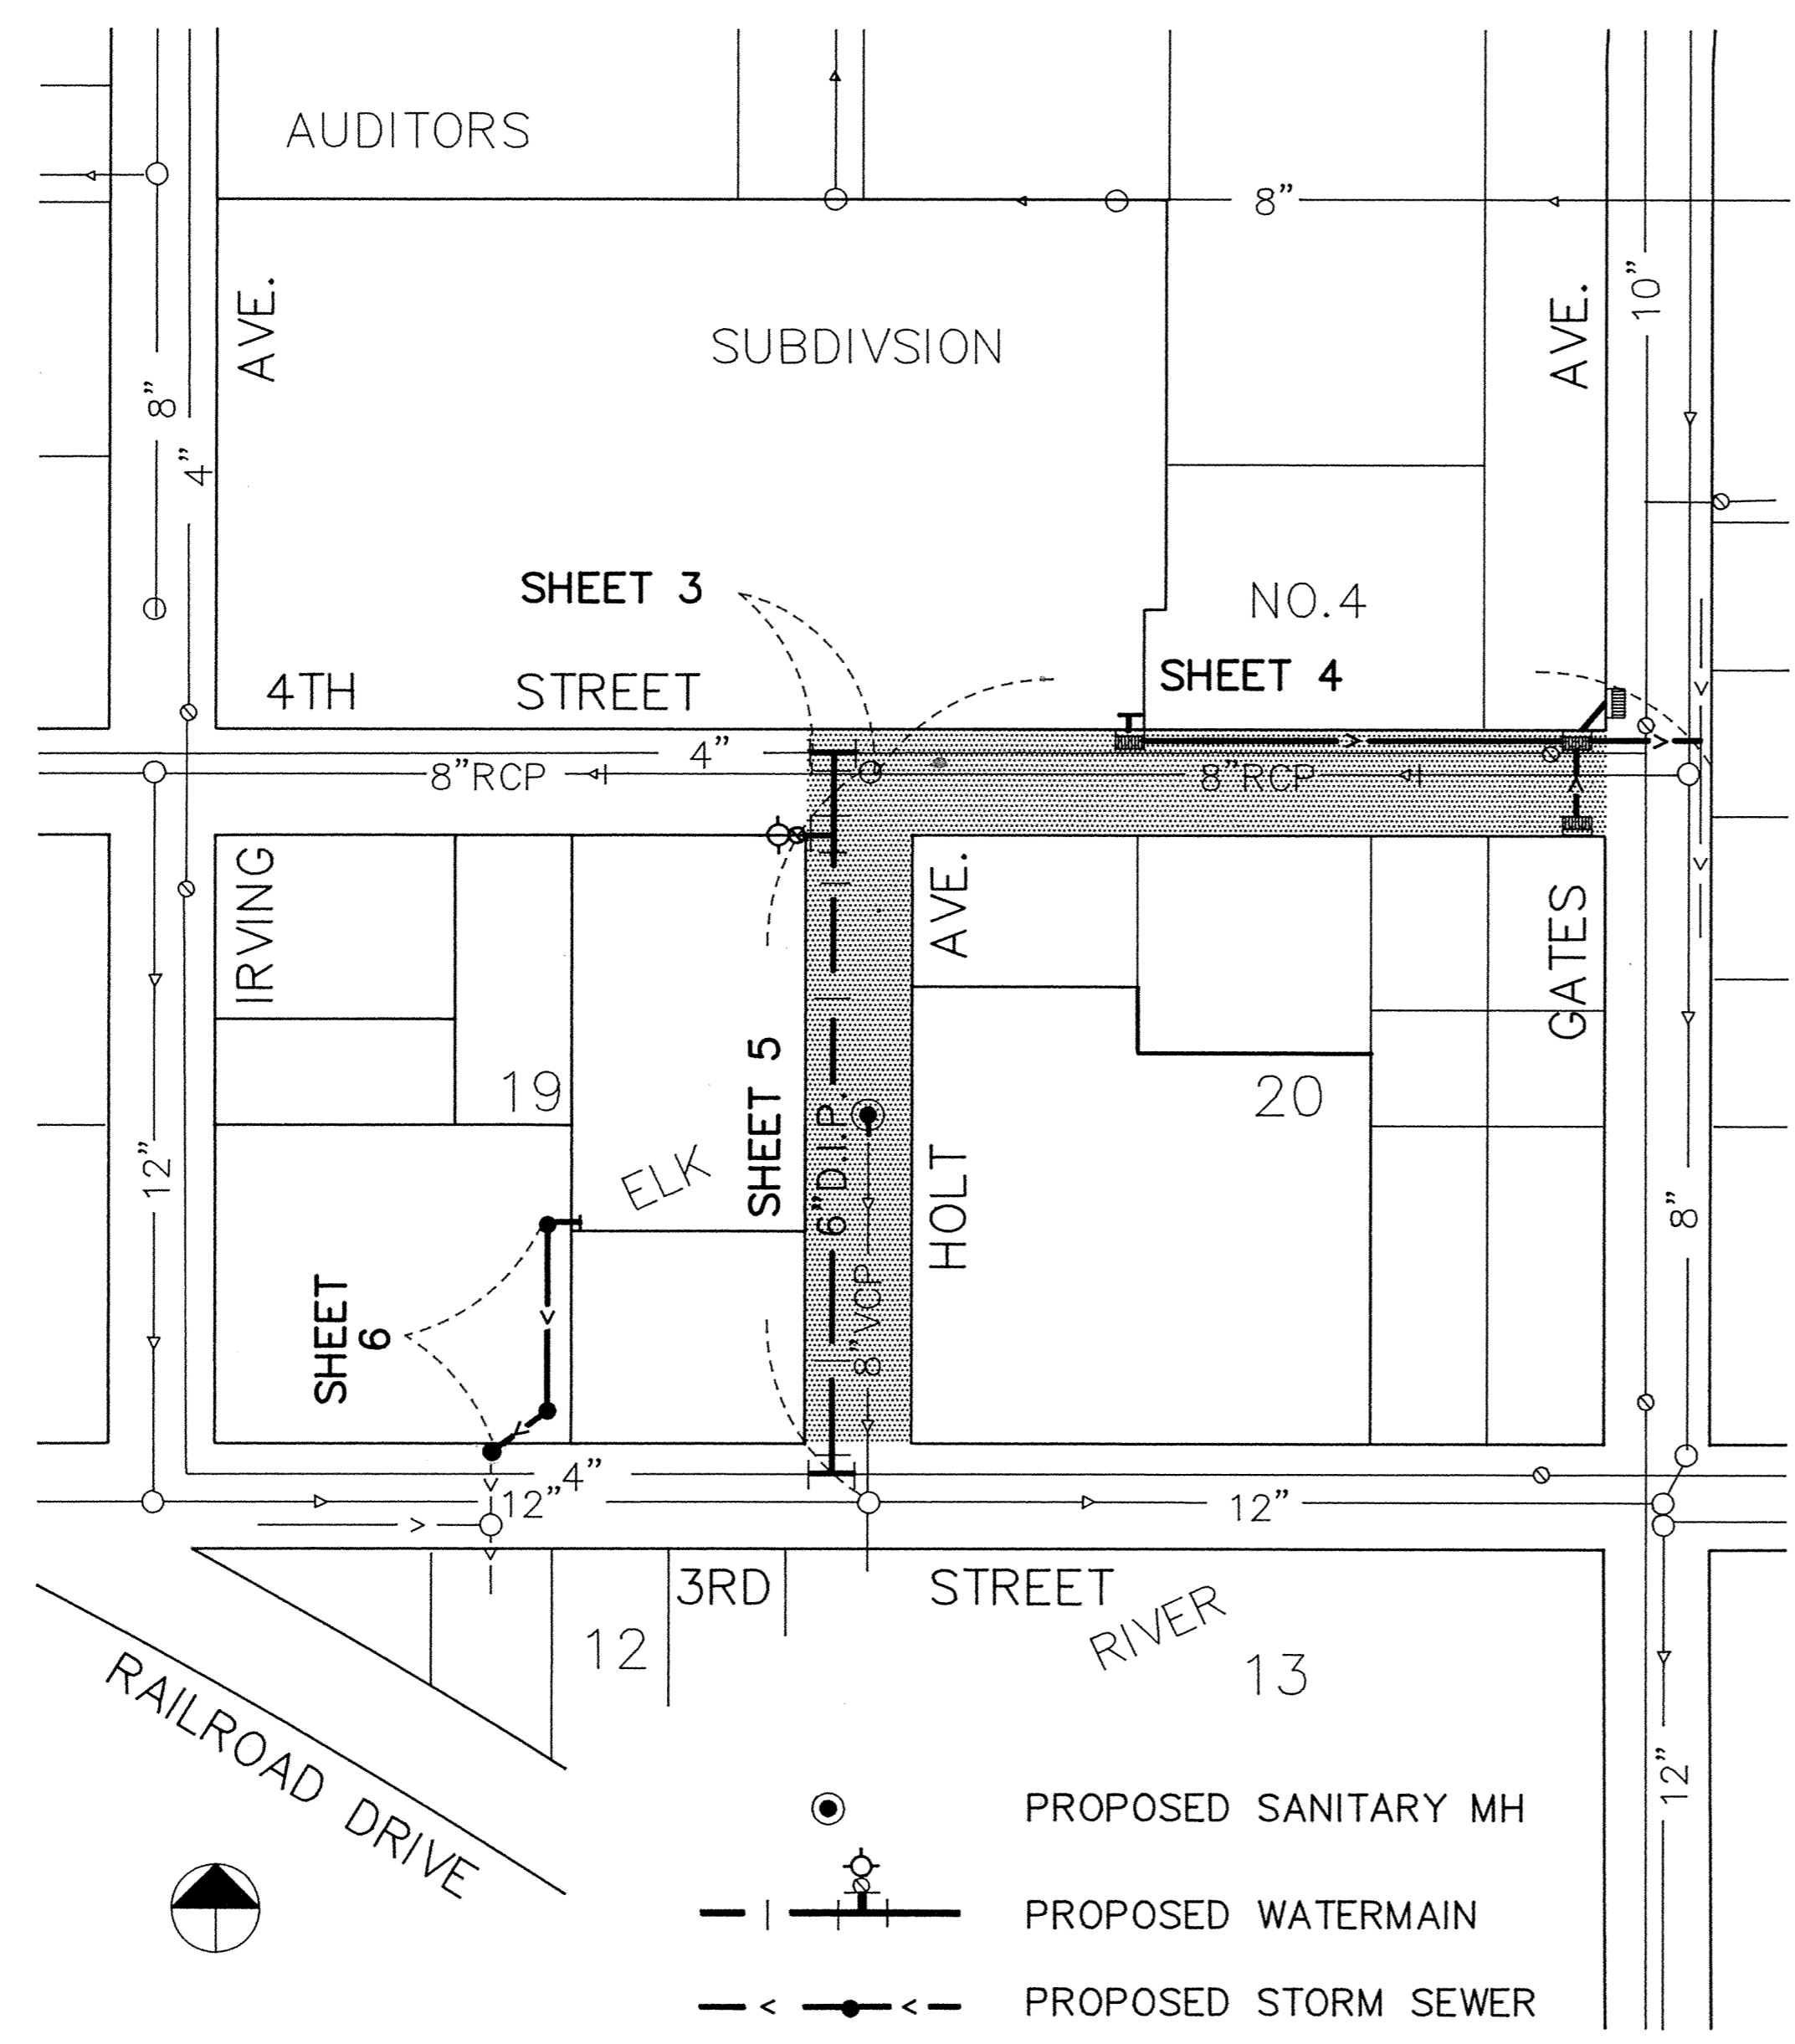 AUDITORS
8”
AVE.
AVE.
10”
SUBDIVSION
8”
4”
SHEET 3
NO.4
SHEET 4
4TH STREET
4”
8”RCP
8”RCP
IRVING
AVE.
GATES
19
20
SHEET 5
6”D.I.P.
12”
ELK
HOLT
8”
8”VCP
SHEET
6
4”
12”
12”
3RD STREET
RIVER
12
13
RAILROAD DRIVE
12”
PROPOSED SANITARY MH
PROPOSED WATERMAIN
PROPOSED STORM SEWER